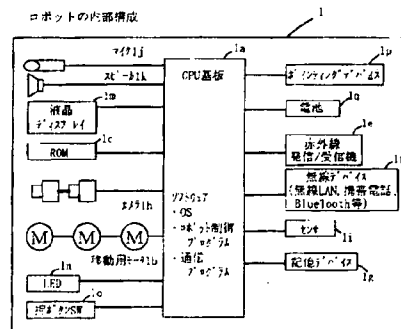 ロボットの内部構成
1
マイク1j
スピーカ1k
1m
液晶
ディスプレイ
1c
ROM
カメラ1h
M M M
移動用モータ1b
1n
LED
1o
押ボタンSW
1a
CPU基板
ソフトウェア
・OS
・ロボット制御
プログラム
・通信
プログラム
1p
ポインティングデバイス
1q
電池
1e
赤外線
発信/受信機
無線デバイス
(無線LAN、携帯電話、
Bluetooth等)
1i
センサ
記憶デバイス
1g